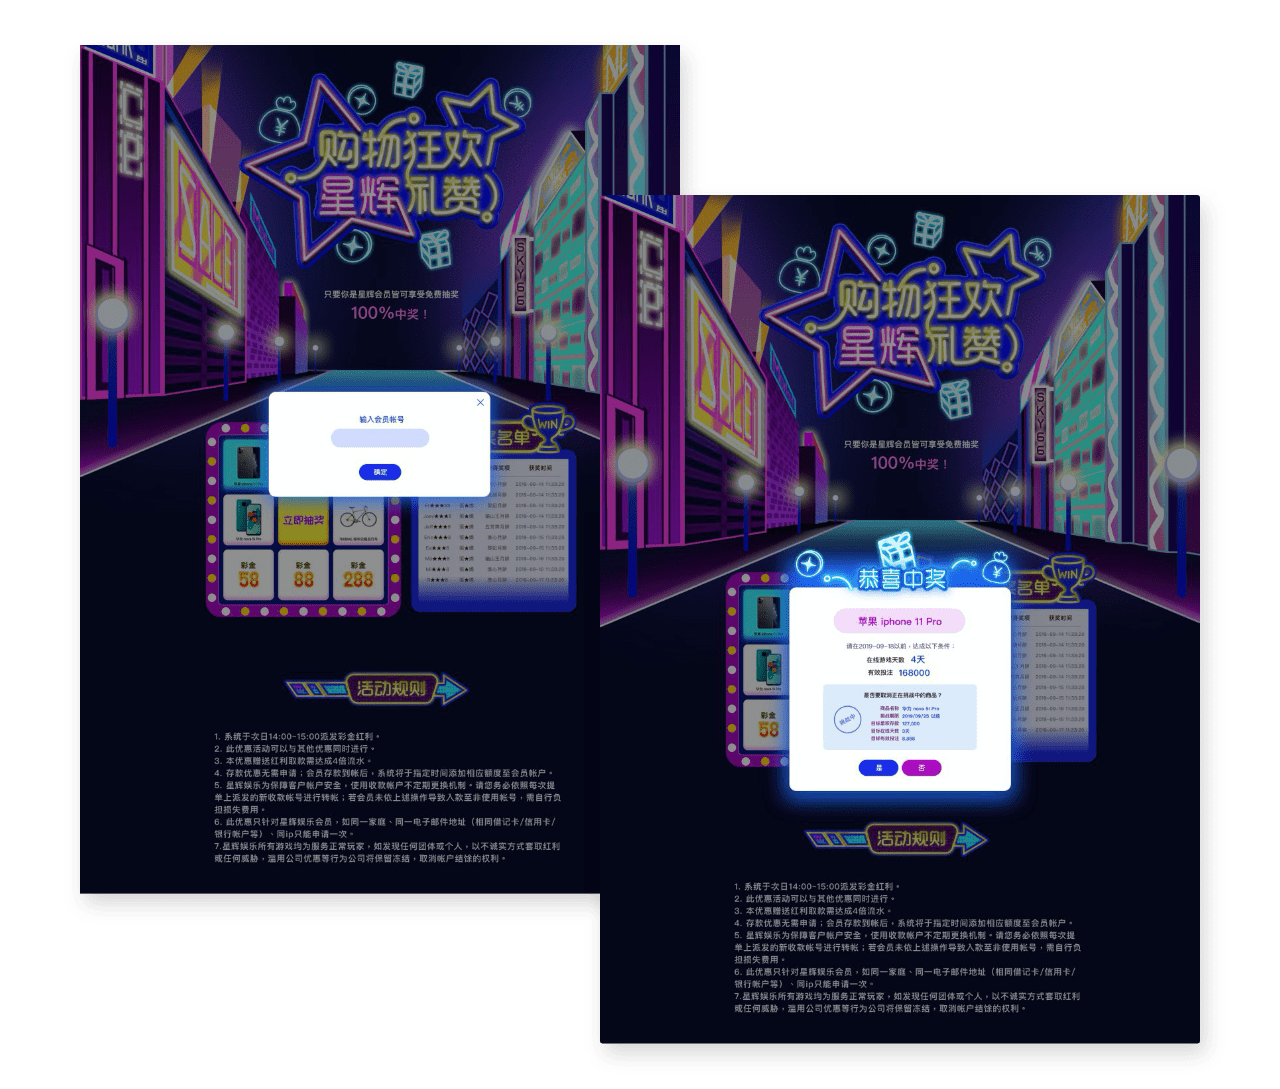 SALE!
SKY66
购物狂欢
星辉礼赞
只要你是星辉会员皆可享受免费抽奖
100%中奖！
输入会员帐号
确定
名单
WIN
获奖时间
立即抽奖
彩金
58
彩金
88
彩金
288
活动规则
1. 系统于次日14:00-15:00派发彩金红利。
2. 此优惠活动可以与其他优惠同时进行。
3. 本优惠赠送红利取款需达成4倍流水。
4. 存款优惠无需申请；会员存款到帐后，系统将于指定时间添加相应额度至会员帐户。
5. 星辉娱乐为保障客户帐户安全，使用收款帐户不定期更换机制。请您务必依照每次提
单上派发的新收款帐号进行转帐；若会员未依上述操作导致入款至非使用帐号，需自行负
担损失费用。
6. 此优惠只针对星辉娱乐会员，如同一家庭、同一电子邮件地址（相同借记卡/信用卡/
银行帐户等）、同ip只能申请一次。
7.星辉娱乐所有游戏均为服务正常玩家，如发现任何团体或个人，以不诚实方式套取红利
或任何威胁，滥用公司优惠等行为公司将保留冻结，取消帐户结馀的权利。
SALE!
SKY66
购物狂欢
星辉礼赞
只要你是星辉会员皆可享受免费抽奖
100%中奖！
恭喜中奖
苹果 iphone 11 Pro
请在2019-09-18以前，达成以下条件：
在线游戏天数 4天
有效投注 168000
是否要取消正在挑战中的商品？
商品名称 华为 nova 5i Pro
目标在线天数 3天
目标有效投注 8,888
是
否
名单
WIN
获奖时间
彩金
58
活动规则
1. 系统于次日14:00-15:00派发彩金红利。
2. 此优惠活动可以与其他优惠同时进行。
3. 本优惠赠送红利取款需达成4倍流水。
4. 存款优惠无需申请；会员存款到帐后，系统将于指定时间添加相应额度至会员帐户。
5. 星辉娱乐为保障客户帐户安全，使用收款帐户不定期更换机制。请您务必依照每次提
单上派发的新收款帐号进行转帐；若会员未依上述操作导致入款至非使用帐号，需自行负
担损失费用。
6. 此优惠只针对星辉娱乐会员，如同一家庭、同一电子邮件地址（相同借记卡/信用卡/
银行帐户等）、同ip只能申请一次。
7.星辉娱乐所有游戏均为服务正常玩家，如发现任何团体或个人，以不诚实方式套取红利
或任何威胁，滥用公司优惠等行为公司将保留冻结，取消帐户结馀的权利。